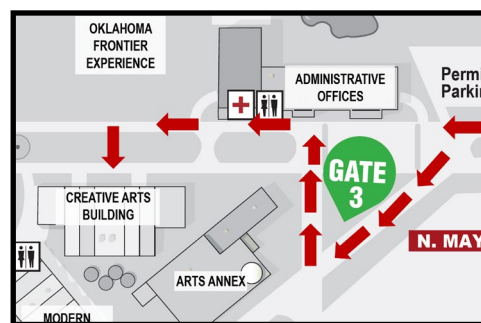 OKLAHOMA
FRONTIER
EXPERIENCE
ADMINISTRATIVE
OFFICES
GATE
3
CREATIVE ARTS
BUILDING
ARTS ANNEX
MODERN